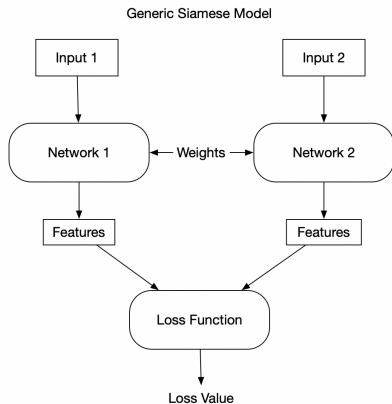 Generic Siamese Model
Input 1
Input 2
Network 1
Weights
Network 2
Features
Features
Loss Function
Loss Value